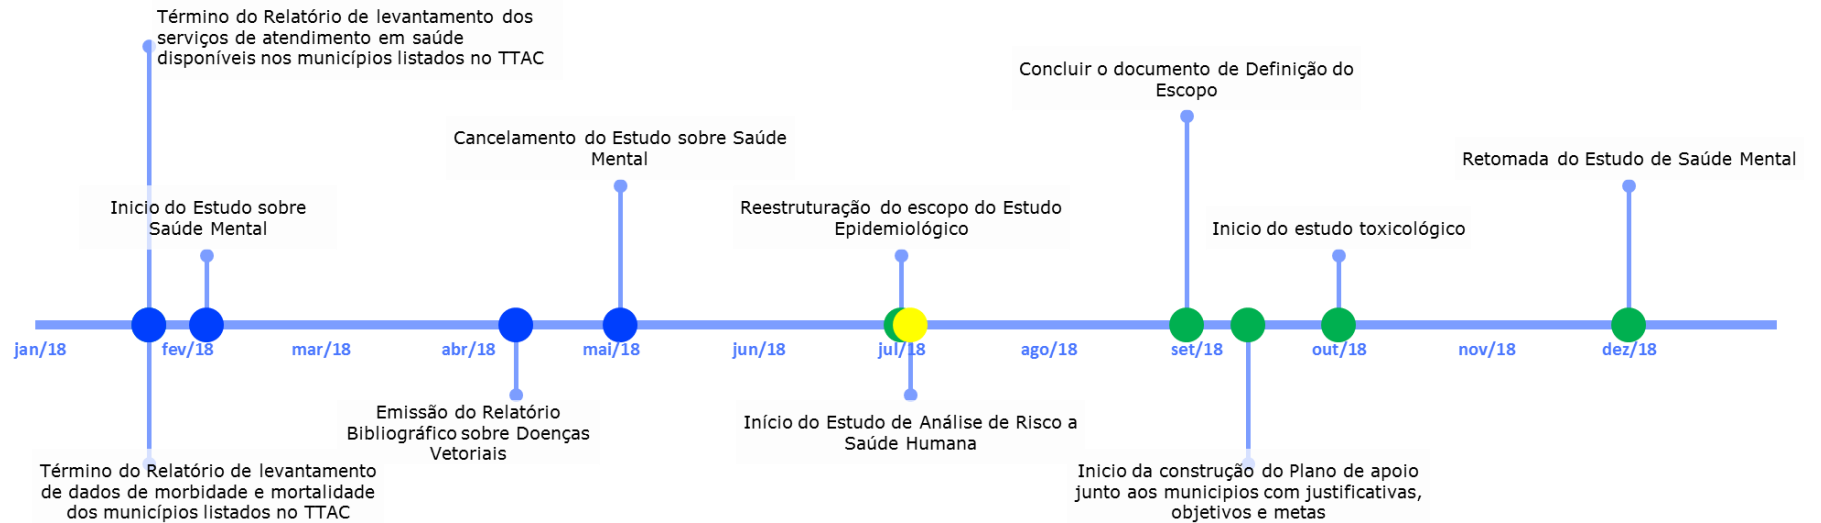 Término do Relatório de levantamento dos
serviços de atendimento em saúde
disponíveis nos municípios listados no TTAC
Concluir o documento de Definição do
Escopo
Cancelamento do Estudo sobre Saúde
Mental
Retomada do Estudo de Saúde Mental
Inicio do Estudo sobre
Saúde Mental
Reestruturação do escopo do Estudo
Epidemiológico
Inicio do estudo toxicológico
jan/18
fev/18
mar/18
abr/18
mai/18
jun/18
jul/18
ago/18
set/18
out/18
nov/18
dez/18
Emissão do Relatório
Bibliográfico sobre Doenças
Vetoriais
Início do Estudo de Análise de Risco a
Saúde Humana
Término do Relatório de levantamento
de dados de morbidade e mortalidade
dos municípios listados no TTAC
Inicio da construção do Plano de apoio
junto aos municipios com justificativas,
objetivos e metas